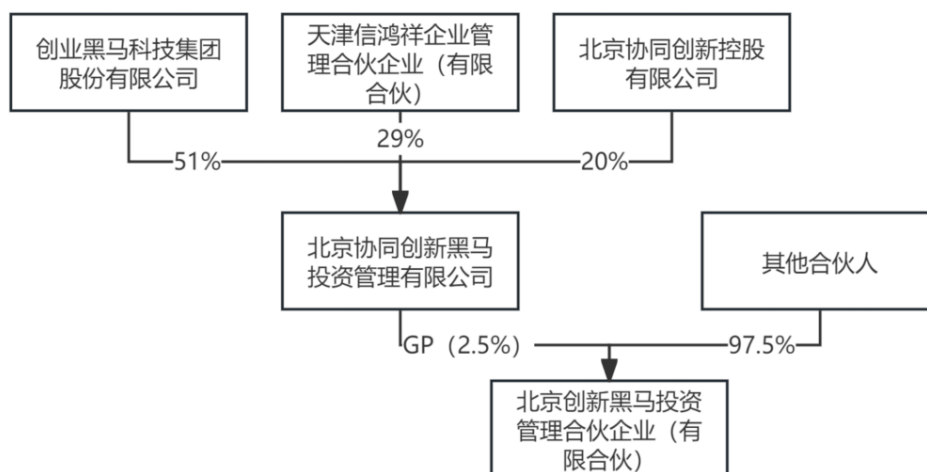 创业黑马科技集团
股份有限公司
天津信鸿祥企业管
理合伙企业（有限
合伙）
北京协同创新控股
有限公司
51%
29%
20%
北京协同创新黑马
投资管理有限公司
其他合伙人
GP（2.5%）
97.5%
北京创新黑马投资
管理合伙企业（有
限合伙）